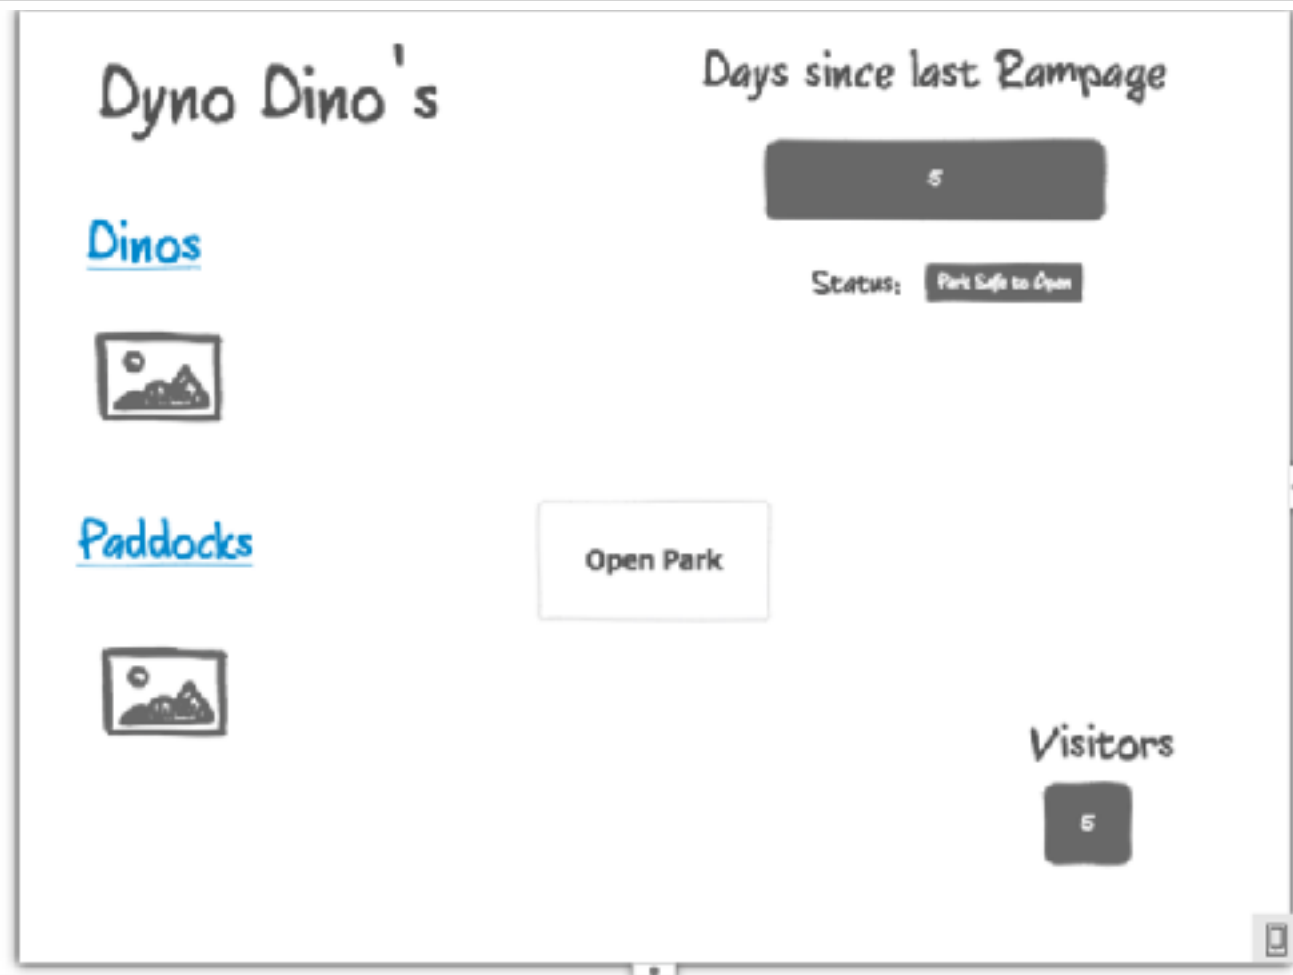 Dyno Dino's
Days since last Rampage
5
Dinos
Status: Park Safe to Open
Paddocks
Open Park
Visitors
5